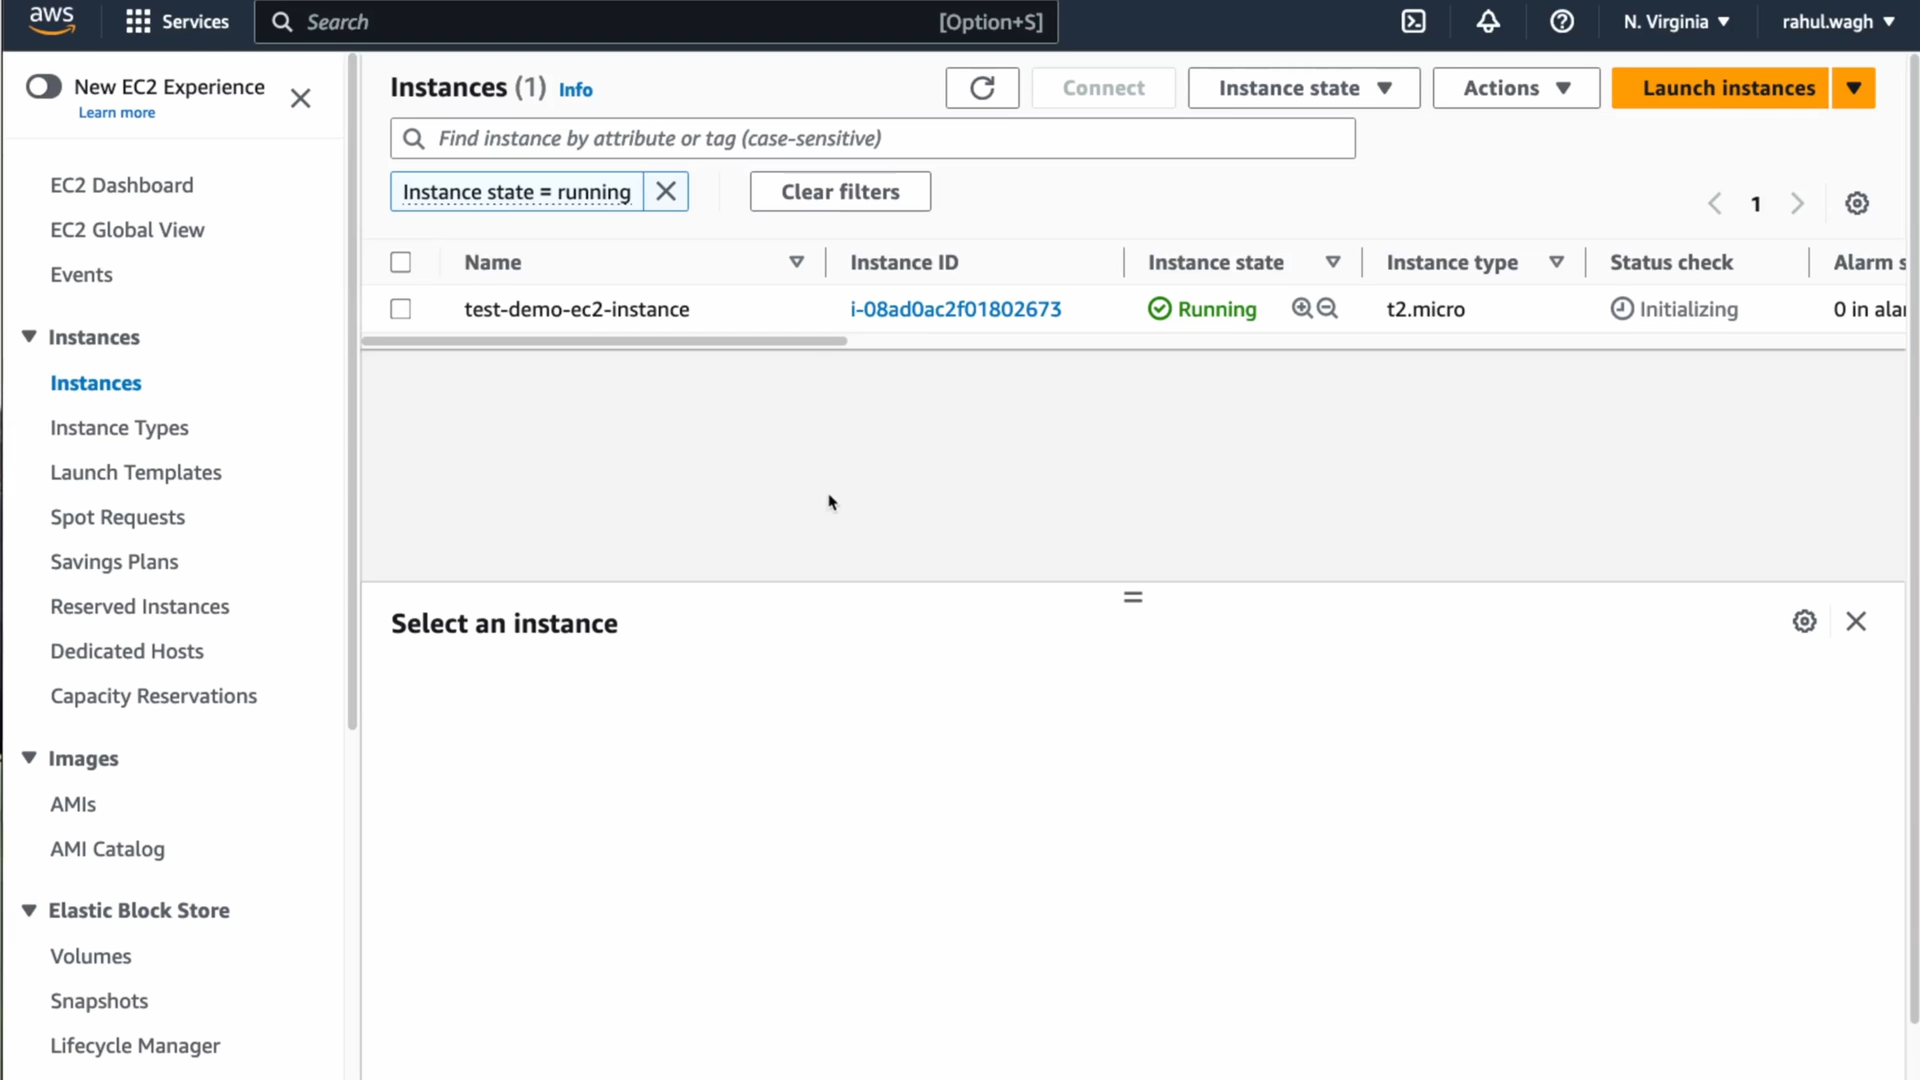 aws
Services
Search
[Option+S]
N. Virginia
rahul.wagh
New EC2 Experience
Learn more
EC2 Dashboard
EC2 Global View
Events
Instances
Instances
Instance Types
Launch Templates
Spot Requests
Savings Plans
Reserved Instances
Dedicated Hosts
Capacity Reservations
Images
AMIs
AMI Catalog
Elastic Block Store
Volumes
Snapshots
Lifecycle Manager
Instances (1) Info
Connect
Instance state
Actions
Launch instances
Find instance by attribute or tag (case-sensitive)
Instance state = running
Clear filters
1
Name Instance ID Instance state Instance type Status check Alarm s
test-demo-ec2-instance i-08ad0ac2f01802673 Running t2.micro Initializing 0 in alar
Select an instance